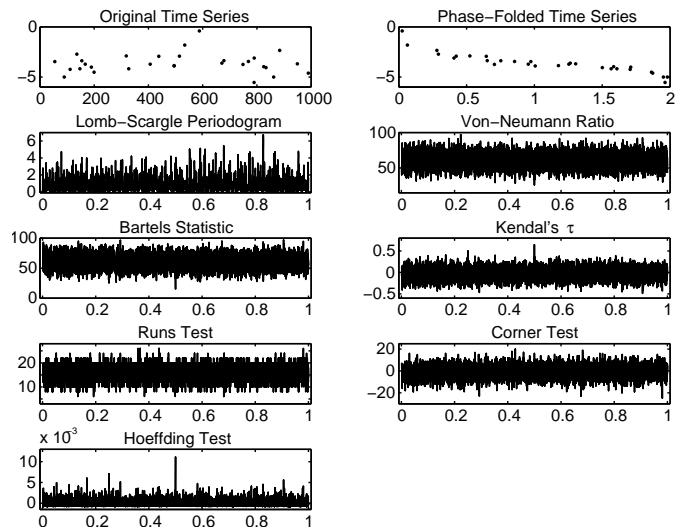 Original Time Series
Phase−Folded Time Series
0
−5
0 200 400 600 800 1000
0
−5
0 0.5 1 1.5 2
Lomb−Scargle Periodogram
Von−Neumann Ratio
6
4
2
0
0 0.2 0.4 0.6 0.8 1
100
50
0 0.2 0.4 0.6 0.8 1
Bartels Statistic
Kendal's τ
100
50
0
0 0.2 0.4 0.6 0.8 1
0.5
0
−0.5
0 0.2 0.4 0.6 0.8 1
Runs Test
Corner Test
20
10
0 0.2 0.4 0.6 0.8 1
20
0
−20
0 0.2 0.4 0.6 0.8 1
x 10⁻³
Hoeffding Test
10
5
0
0 0.2 0.4 0.6 0.8 1